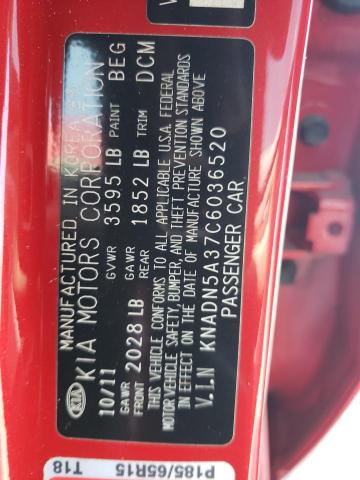 MANUFACTURED IN KOREA BY
KIA MOTORS CORPORATION
KIA
10/11 GVWR 3595 LB PAINT BEG
GAWR FRONT 2028 LB GAWR REAR 1852 LB TRIM DCM
THIS VEHICLE CONFORMS TO ALL APPLICABLE U.S.A. FEDERAL
MOTOR VEHICLE SAFETY, BUMPER, AND THEFT PREVENTION STANDARDS
IN EFFECT ON THE DATE OF MANUFACTURE SHOWN ABOVE
V.I.N KNADN5A37C6036520
PASSENGER CAR
P185/65R15
T18